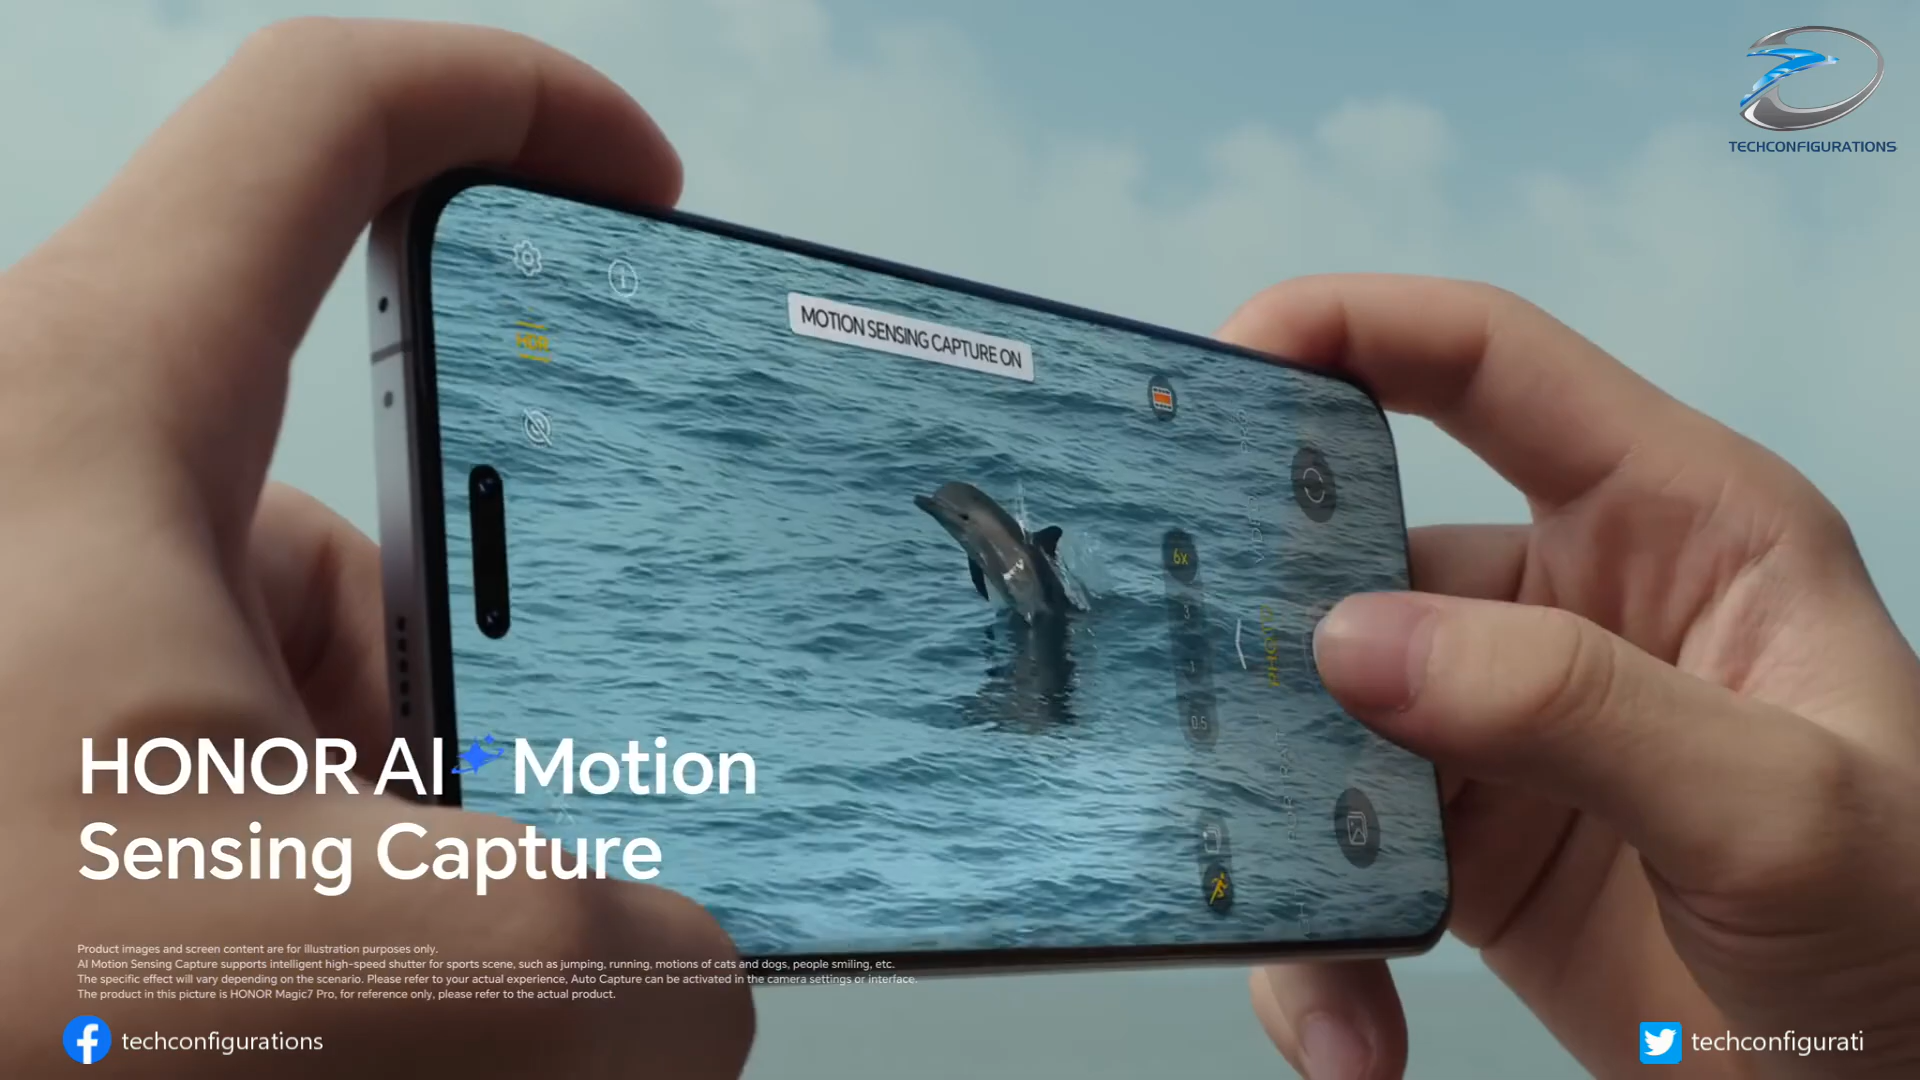 TECHCONFIGURATIONS
HDR
MOTION SENSING CAPTURE ON
PRO
VIDEO
6x
3
1
PHOTO
0.5
PORTRAIT
HONOR AI Motion
Sensing Capture
Product images and screen content are for illustration purposes only.
AI Motion Sensing Capture supports intelligent high-speed shutter for sports scene, such as jumping, running, motions of cats and dogs, people smiling, etc.
The specific effect will vary depending on the scenario. Please refer to your actual experience, Auto Capture can be activated in the camera settings or interface.
The product in this picture is HONOR Magic7 Pro, for reference only, please refer to the actual product.
techconfigurations
techconfigurati